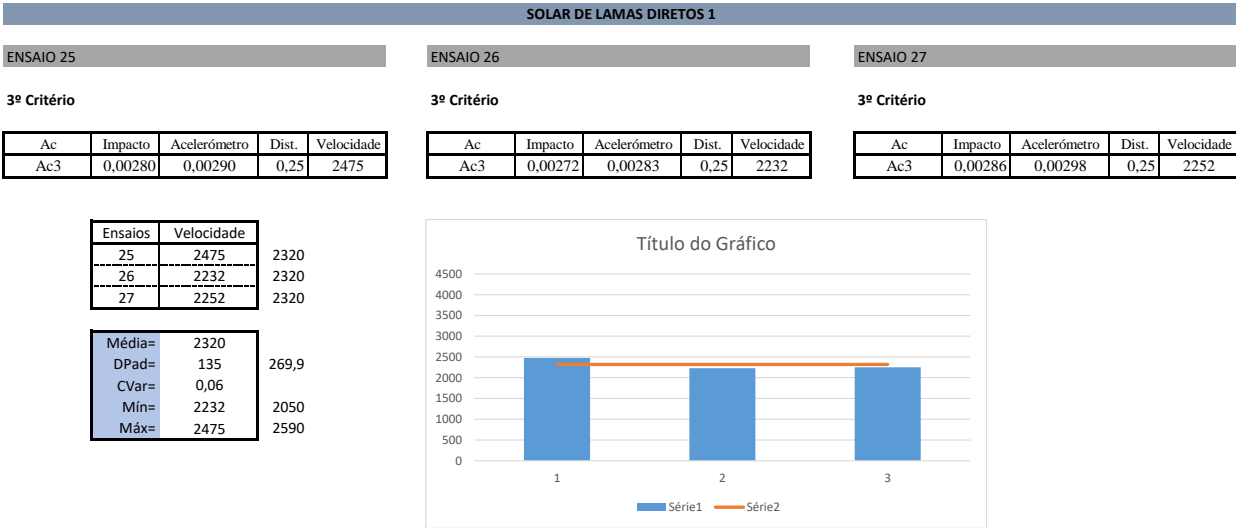 SOLAR DE LAMAS DIRETOS 1
ENSAIO 25
3º Critério
Ac Impacto Acelerómetro Dist. Velocidade
Ac3 0,00280 0,00290 0,25 2475
ENSAIO 26
3º Critério
Ac Impacto Acelerómetro Dist. Velocidade
Ac3 0,00272 0,00283 0,25 2232
ENSAIO 27
3º Critério
Ac Impacto Acelerómetro Dist. Velocidade
Ac3 0,00286 0,00298 0,25 2252
Ensaios Velocidade
25 2475 2320
26 2232 2320
27 2252 2320
Média= 2320
DPad= 135 269,9
CVar= 0,06
Mín= 2232 2050
Máx= 2475 2590
Título do Gráfico
4500
4000
3500
3000
2500
2000
1500
1000
500
0
1 2 3
Série1 Série2